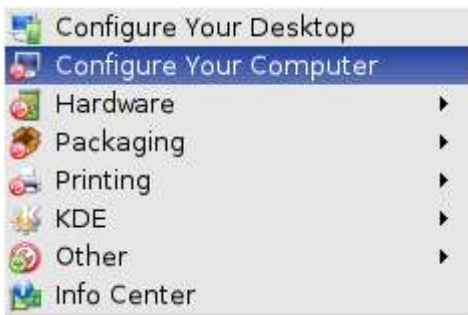 Configure Your Desktop
Configure Your Computer
Hardware
Packaging
Printing
KDE
Other
Info Center